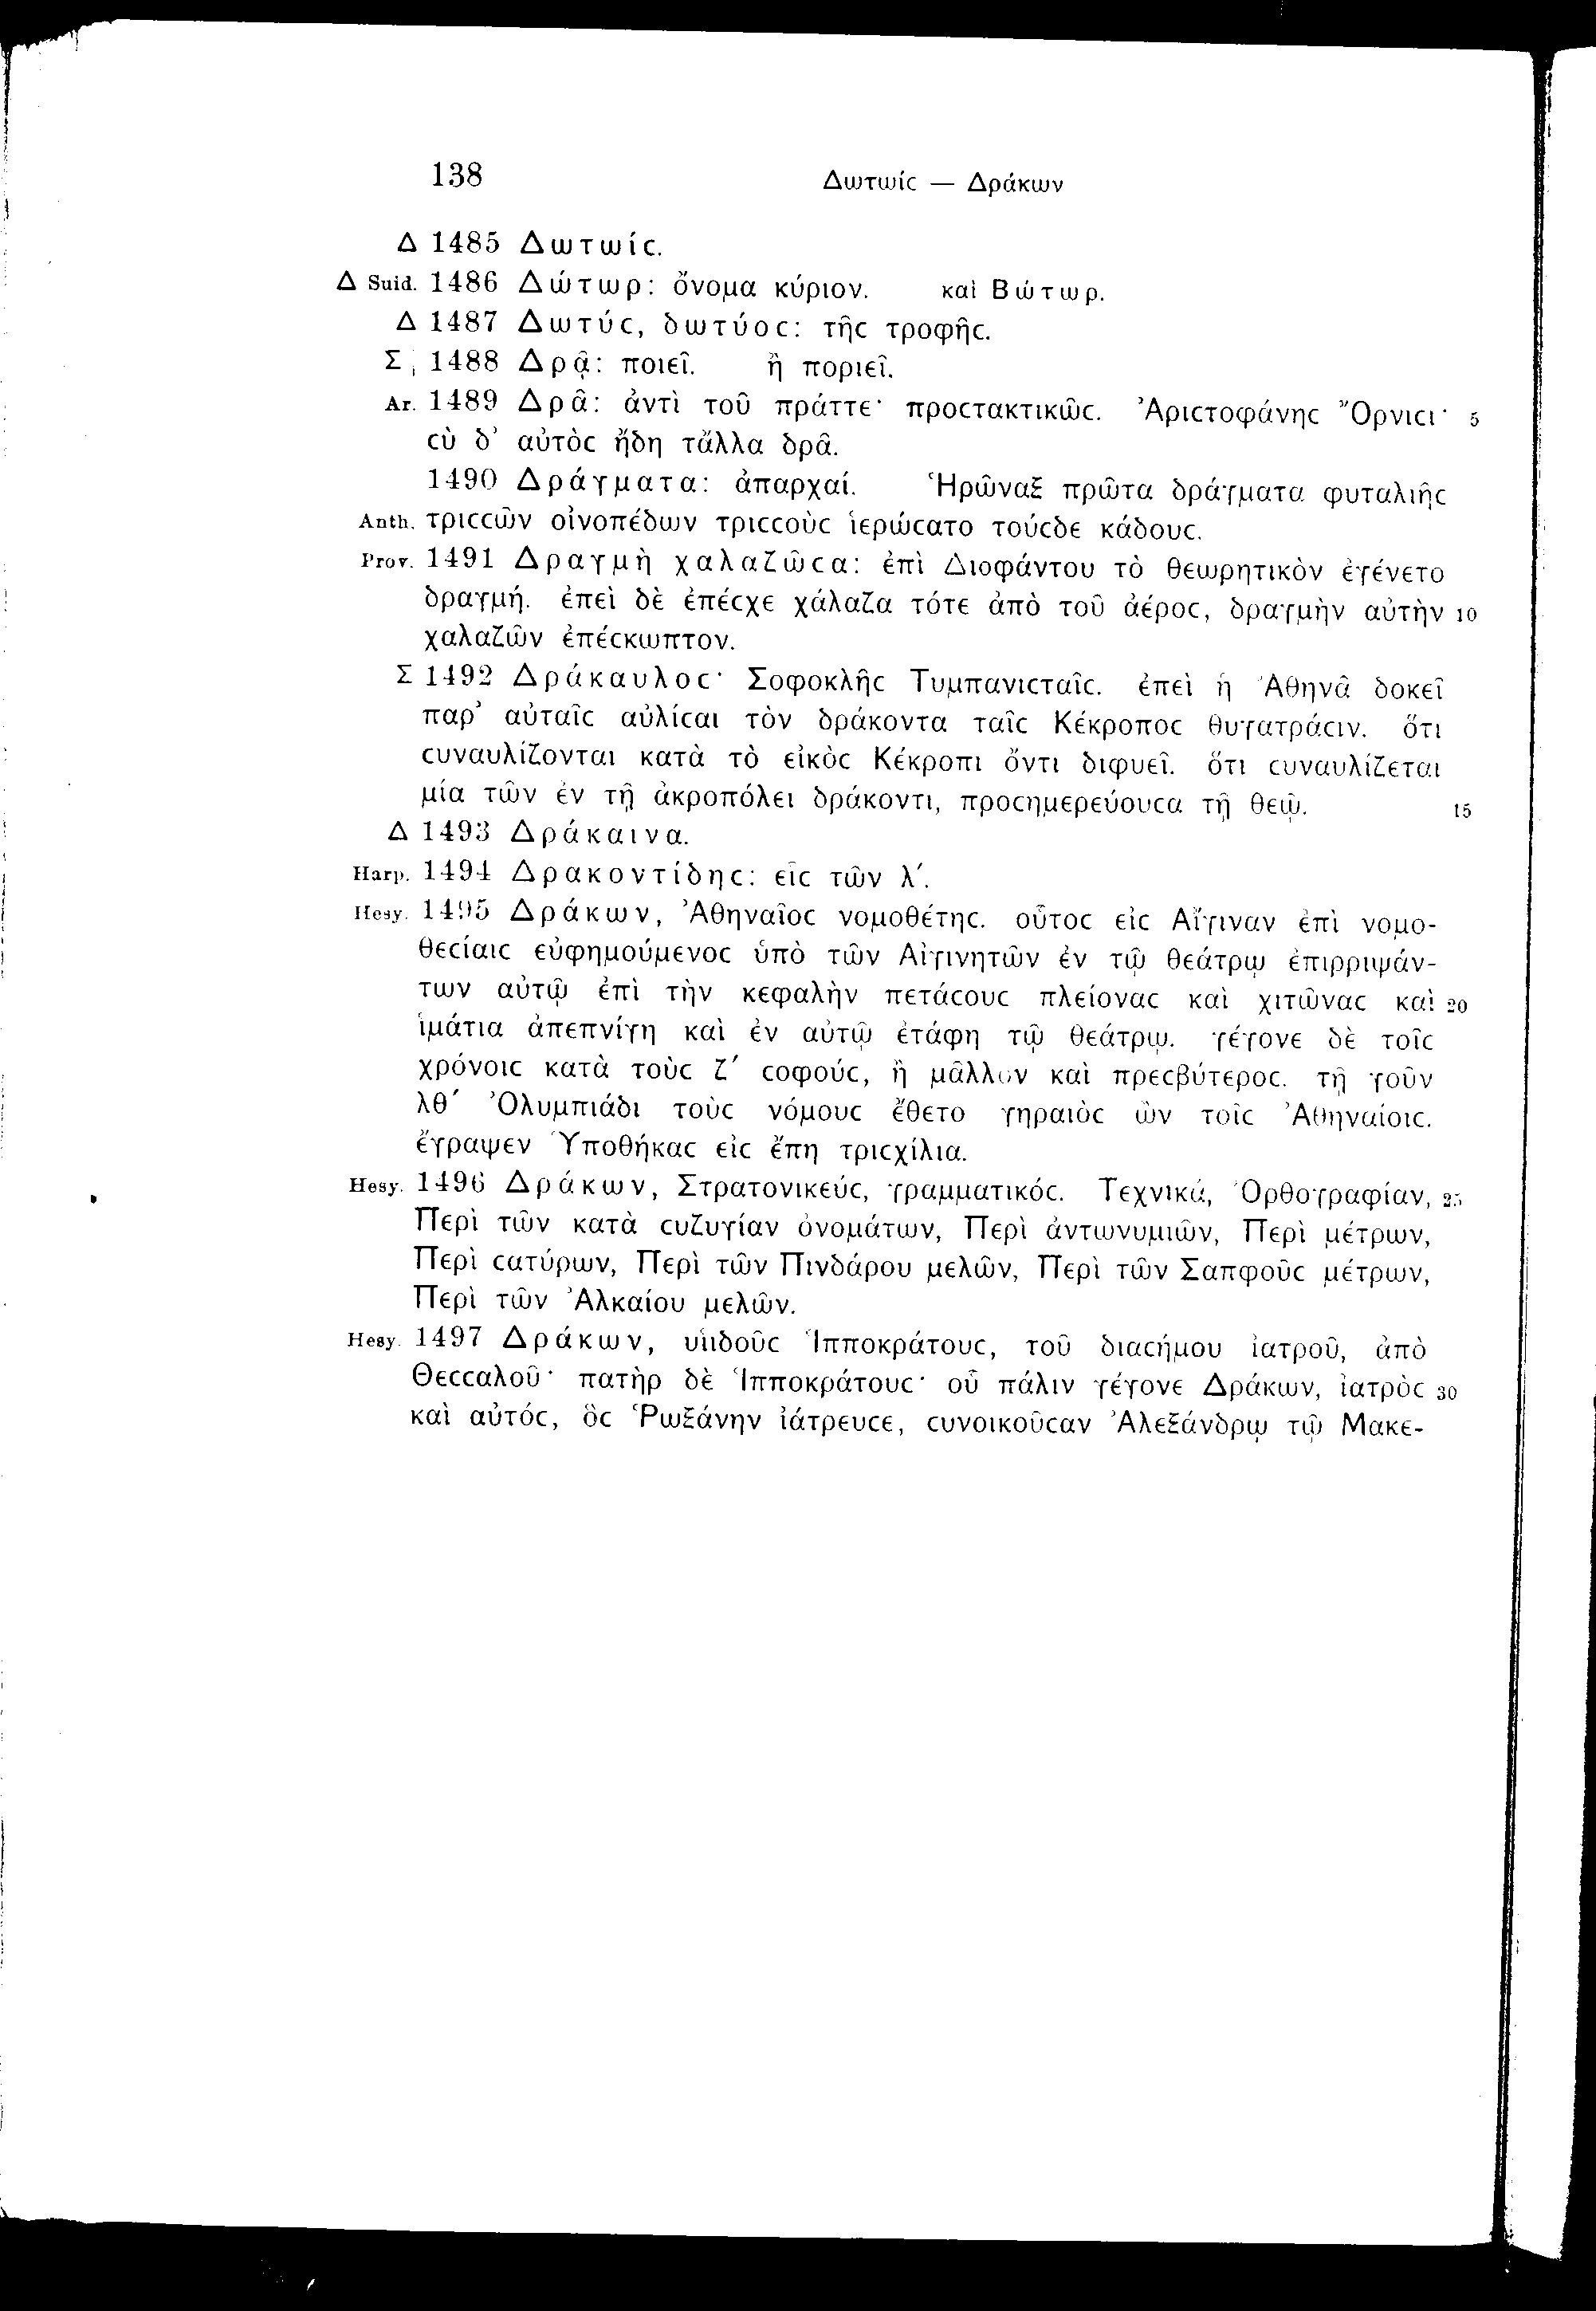 138 Δωτωίϲ — Δράκων
Δ 1485 Δωτωίϲ.
Δ Suid. 1486 Δώτωρ: ὄνομα κύριον. καὶ Βώτωρ.
Δ 1487 Δωτύϲ, δωτύοϲ: τῆϲ τροφῆϲ.
Σ 1488 Δρᾷ: ποιεῖ. ἢ ποριεῖ.
Ar. 1489 Δρᾶ: ἀντὶ τοῦ πράττε· προϲτακτικῶϲ. Ἀριϲτοφάνηϲ Ὄρνιϲι· 5
ϲὺ δ’ αὐτὸϲ ἤδη τἄλλα δρᾶ.
1490 Δράγματα: ἀπαρχαί. Ἡρῶναξ πρῶτα δράγματα φυταλιῆϲ
Anth. τριϲϲῶν οἰνοπέδων τριϲϲοὺϲ ἱερώϲατο τούϲδε κάδουϲ.
Prov. 1491 Δραγμὴ χαλαζῶϲα: ἐπὶ Διοφάντου τὸ θεωρητικὸν ἐγένετο
δραγμή. ἐπεὶ δὲ ἐπέϲχε χάλαζα τότε ἀπὸ τοῦ ἀέροϲ, δραγμὴν αὐτὴν 10
χαλαζῶν ἐπέϲκωπτον.
Σ 1492 Δράκαυλοϲ· Σοφοκλῆϲ Τυμπανιϲταῖϲ. ἐπεὶ ἡ Ἀθηνᾶ δοκεῖ
παρ’ αὐταῖϲ αὐλίϲαι τὸν δράκοντα ταῖϲ Κέκροποϲ θυγατράϲιν. ὅτι
ϲυναυλίζονται κατὰ τὸ εἰκὸϲ Κέκροπι ὄντι διφυεῖ. ὅτι ϲυναυλίζεται
μία τῶν ἐν τῇ ἀκροπόλει δράκοντι, προϲημερεύουϲα τῇ θεῷ. 15
Δ 1493 Δράκαινα.
Harp. 1494 Δρακοντίδηϲ: εἷϲ τῶν λ΄.
Hesy. 1495 Δράκων, Ἀθηναῖοϲ νομοθέτηϲ. οὗτοϲ εἰϲ Αἴγιναν ἐπὶ νομο-
θεϲίαιϲ εὐφημούμενοϲ ὑπὸ τῶν Αἰγινητῶν ἐν τῷ θεάτρῳ ἐπιρριψάν-
των αὐτῷ ἐπὶ τὴν κεφαλὴν πετάϲουϲ πλείοναϲ καὶ χιτῶναϲ καὶ 20
ἱμάτια ἀπεπνίγη καὶ ἐν αὐτῷ ἐτάφη τῷ θεάτρῳ. γέγονε δὲ τοῖϲ
χρόνοιϲ κατὰ τοὺϲ ζ΄ ϲοφούϲ, ἢ μᾶλλον καὶ πρεϲβύτεροϲ. τῇ γοῦν
λθ΄ Ὀλυμπιάδι τοὺϲ νόμουϲ ἔθετο γηραιὸϲ ὢν τοῖϲ Ἀθηναίοιϲ.
ἔγραψεν Ὑποθήκαϲ εἰϲ ἔπη τριϲχίλια.
Hesy. 1496 Δράκων, Στρατονικεύϲ, γραμματικόϲ. Τεχνικά, Ὀρθογραφίαν, 25
Περὶ τῶν κατὰ ϲυζυγίαν ὀνομάτων, Περὶ ἀντωνυμιῶν, Περὶ μέτρων,
Περὶ ϲατύρων, Περὶ τῶν Πινδάρου μελῶν, Περὶ τῶν Σαπφοῦϲ μέτρων,
Περὶ τῶν Ἀλκαίου μελῶν.
Hesy. 1497 Δράκων, υἱιδοῦϲ Ἱπποκράτουϲ, τοῦ διαϲήμου ἰατροῦ, ἀπὸ
Θεϲϲαλοῦ· πατὴρ δὲ Ἱπποκράτουϲ· οὗ πάλιν γέγονε Δράκων, ἰατρὸϲ 30
καὶ αὐτόϲ, ὃϲ Ῥωξάνην ἰάτρευϲε, ϲυνοικοῦϲαν Ἀλεξάνδρῳ τῷ Μακε-